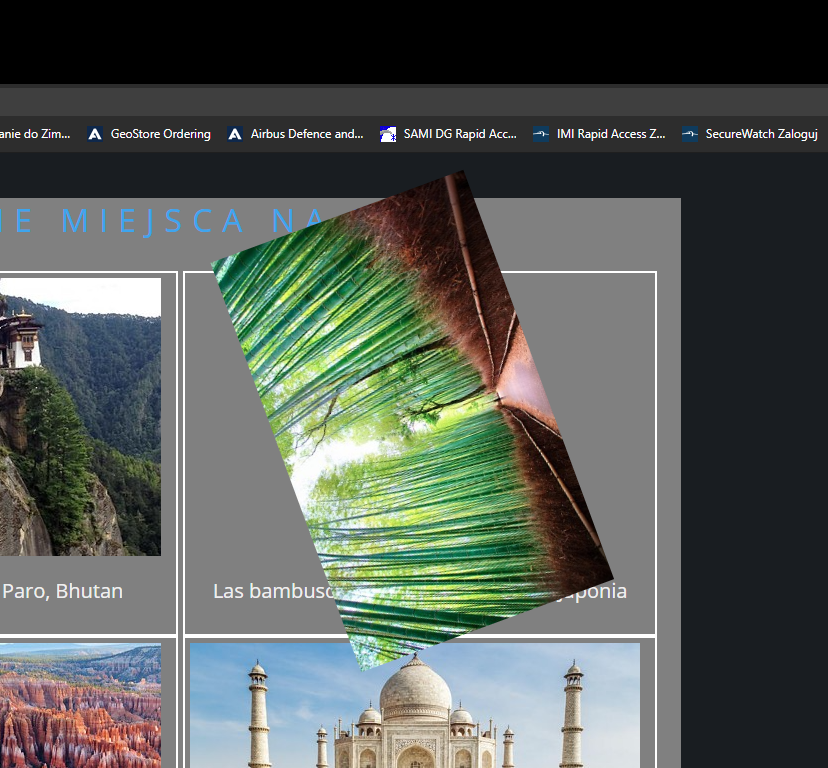 anie do Zim... GeoStore Ordering Airbus Defence and... SAMI DG Rapid Acc... IMI Rapid Access Z... SecureWatch Zaloguj
E MIEJSCA NA
Paro, Bhutan
Las bambusc ponia